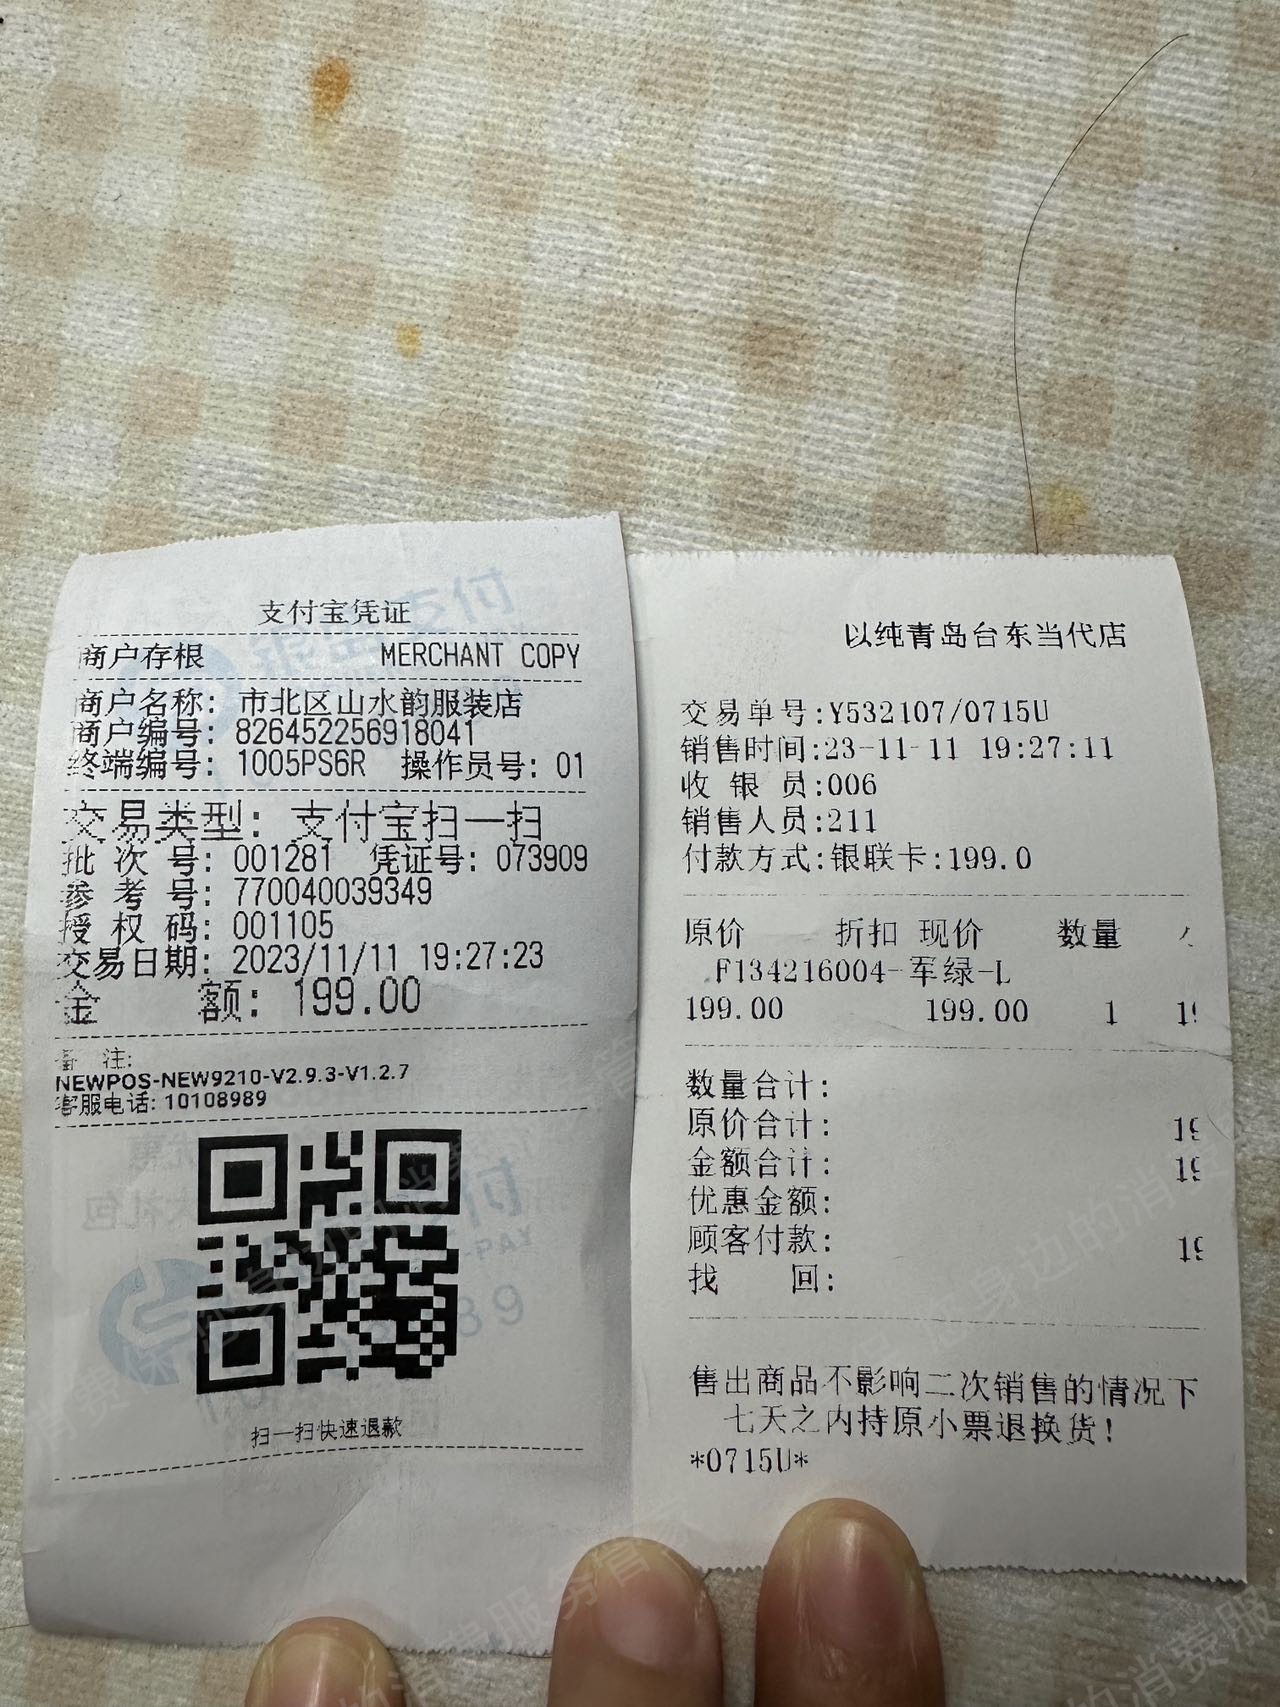 支付宝凭证
商户存根 MERCHANT COPY
商户名称: 市北区山水韵服装店
商户编号: 826452256918041
终端编号: 1005PS6R 操作员号: 01
交易类型: 支付宝扫一扫
批 次 号: 001281 凭证号: 073909
参 考 号: 770040039349
授 权 码: 001105
交易日期: 2023/11/11 19:27:23
金 额: 199.00
备 注:
NEWPOS-NEW9210-V2.9.3-V1.2.7
客服电话: 10108989
扫一扫快速退款
以纯青岛台东当代店
交易单号:Y532107/0715U
销售时间:23-11-11 19:27:11
收 银 员:006
销售人员:211
付款方式:银联卡:199.0
原价 折扣 现价 数量
F134216004-军绿-L
199.00 199.00 1 19
数量合计:
原价合计: 19
金额合计: 19
优惠金额:
顾客付款: 19
找 回:
售出商品不影响二次销售的情况下
七天之内持原小票退换货!
*0715U*